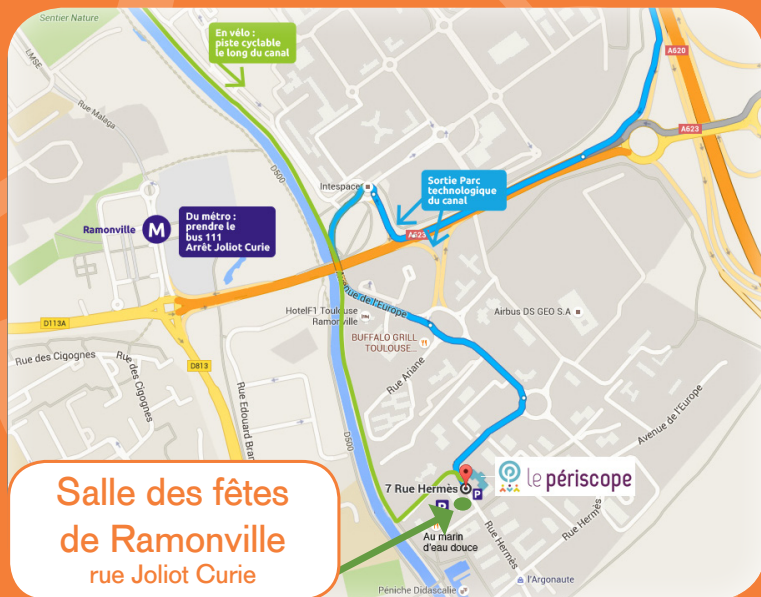 Sentier Nature
En vélo :
piste cyclable
le long du canal
A620
LMSE
Rue Malaga
A623
D500
Intespace
Sortie Parc
technologique
du canal
Ramonville
M
Du métro :
prendre le
bus 111
Arrêt Joliot Curie
A623
nue de l'Europe
HotelF1 Toulouse
Ramonville
Airbus DS GEO S.A
D113A
BUFFALO GRILL
TOULOUSE...
Rue des Cigognes
Rue des Cigognes
D813
Rue Ariane
Rue Edouard Bran
Avenue de l'Europe
D500
le périscope
7 Rue Hermès
P
P
Salle des fêtes
de Ramonville
rue Joliot Curie
Au marin
d'eau douce
Rue Hermès
Rue Hermès
l'Argonaute
Péniche Didascalie